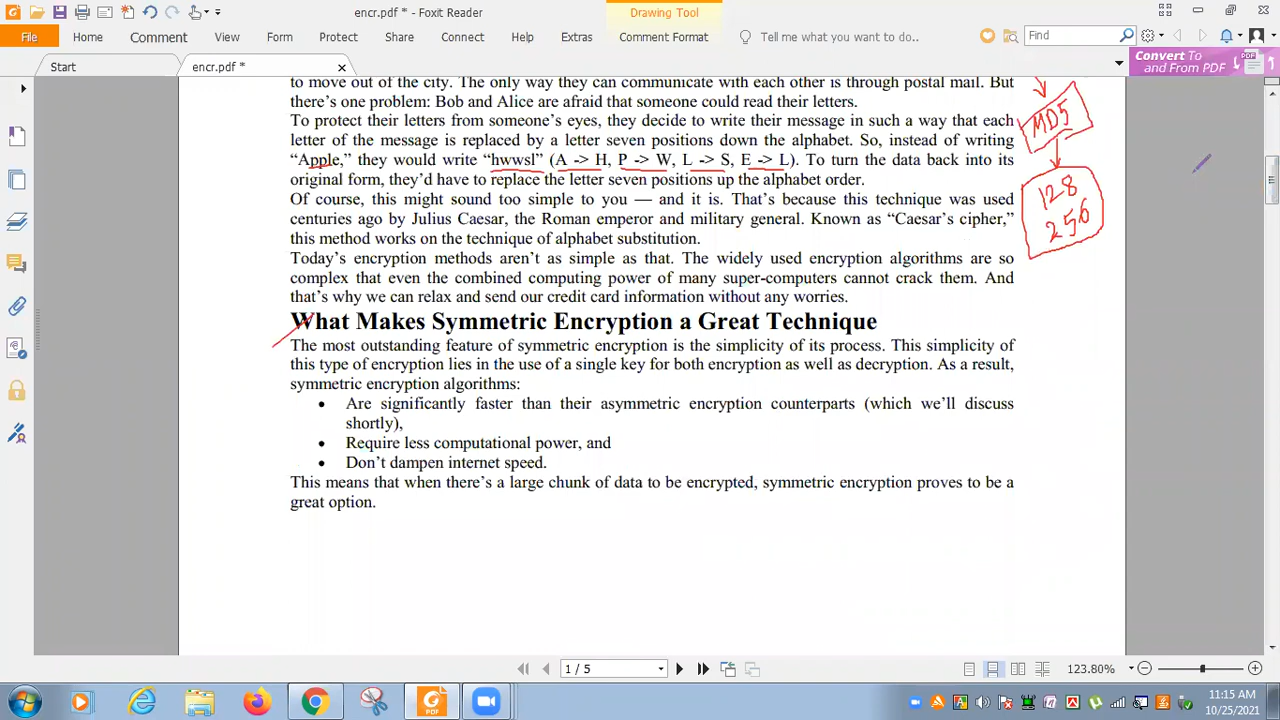 encr.pdf * - Foxit Reader
Drawing Tool
File Home Comment View Form Protect Share Connect Help Extras Comment Format Tell me what you want to do.. Find
Start
encr.pdf *
Convert To
and From PDF
PDF
to move out of the city. The only way they can communicate with each other is through postal mail. But
there's one problem: Bob and Alice are afraid that someone could read their letters.
To protect their letters from someone's eyes, they decide to write their message in such a way that each
letter of the message is replaced by a letter seven positions down the alphabet. So, instead of writing
“Apple,” they would write “hwwsl” (A -> H, P -> W, L -> S, E -> L). To turn the data back into its
original form, they'd have to replace the letter seven positions up the alphabet order.
Of course, this might sound too simple to you — and it is. That's because this technique was used
centuries ago by Julius Caesar, the Roman emperor and military general. Known as “Caesar's cipher,”
this method works on the technique of alphabet substitution.
Today's encryption methods aren't as simple as that. The widely used encryption algorithms are so
complex that even the combined computing power of many super-computers cannot crack them. And
that's why we can relax and send our credit card information without any worries.
MD5
128
256
What Makes Symmetric Encryption a Great Technique
The most outstanding feature of symmetric encryption is the simplicity of its process. This simplicity of
this type of encryption lies in the use of a single key for both encryption as well as decryption. As a result,
symmetric encryption algorithms:
• Are significantly faster than their asymmetric encryption counterparts (which we'll discuss
shortly),
• Require less computational power, and
• Don't dampen internet speed.
This means that when there's a large chunk of data to be encrypted, symmetric encryption proves to be a
great option.
1 / 5
123.80%
PDF
11:15 AM
10/25/2021